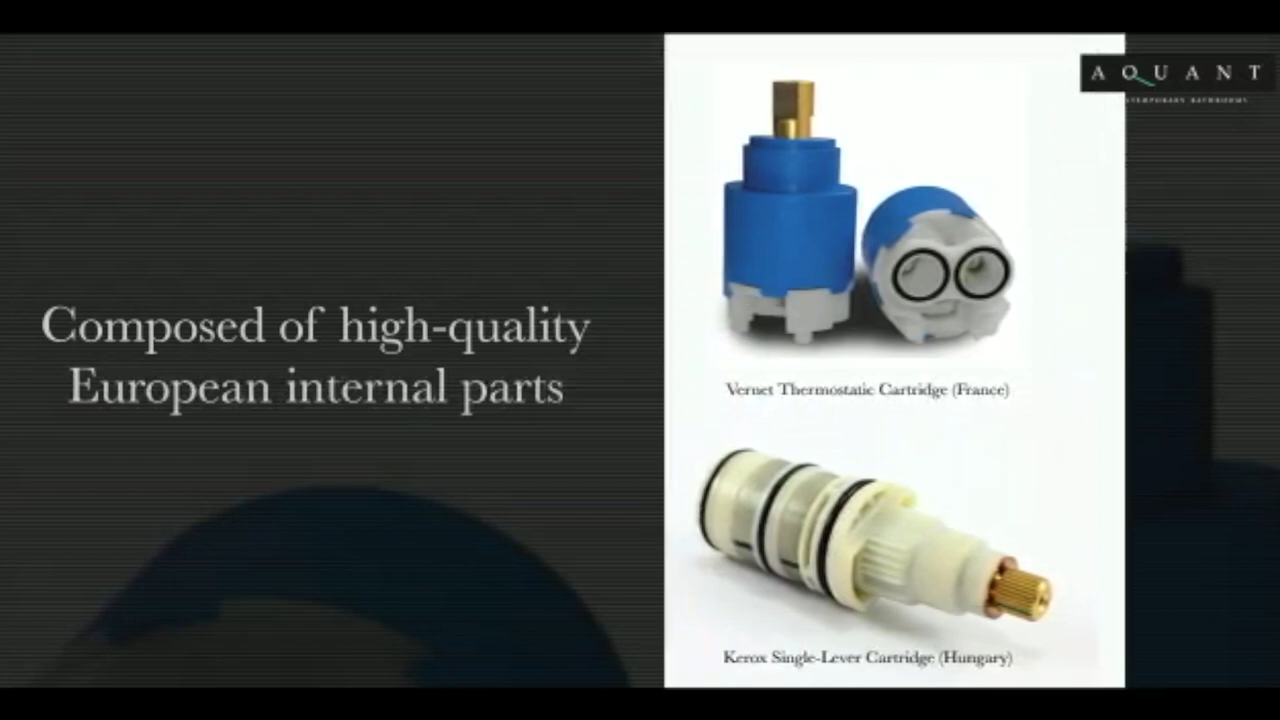 Composed of high-quality
European internal parts
AQUANT
Vernet Thermostatic Cartridge (France)
Kerox Single-Lever Cartridge (Hungary)